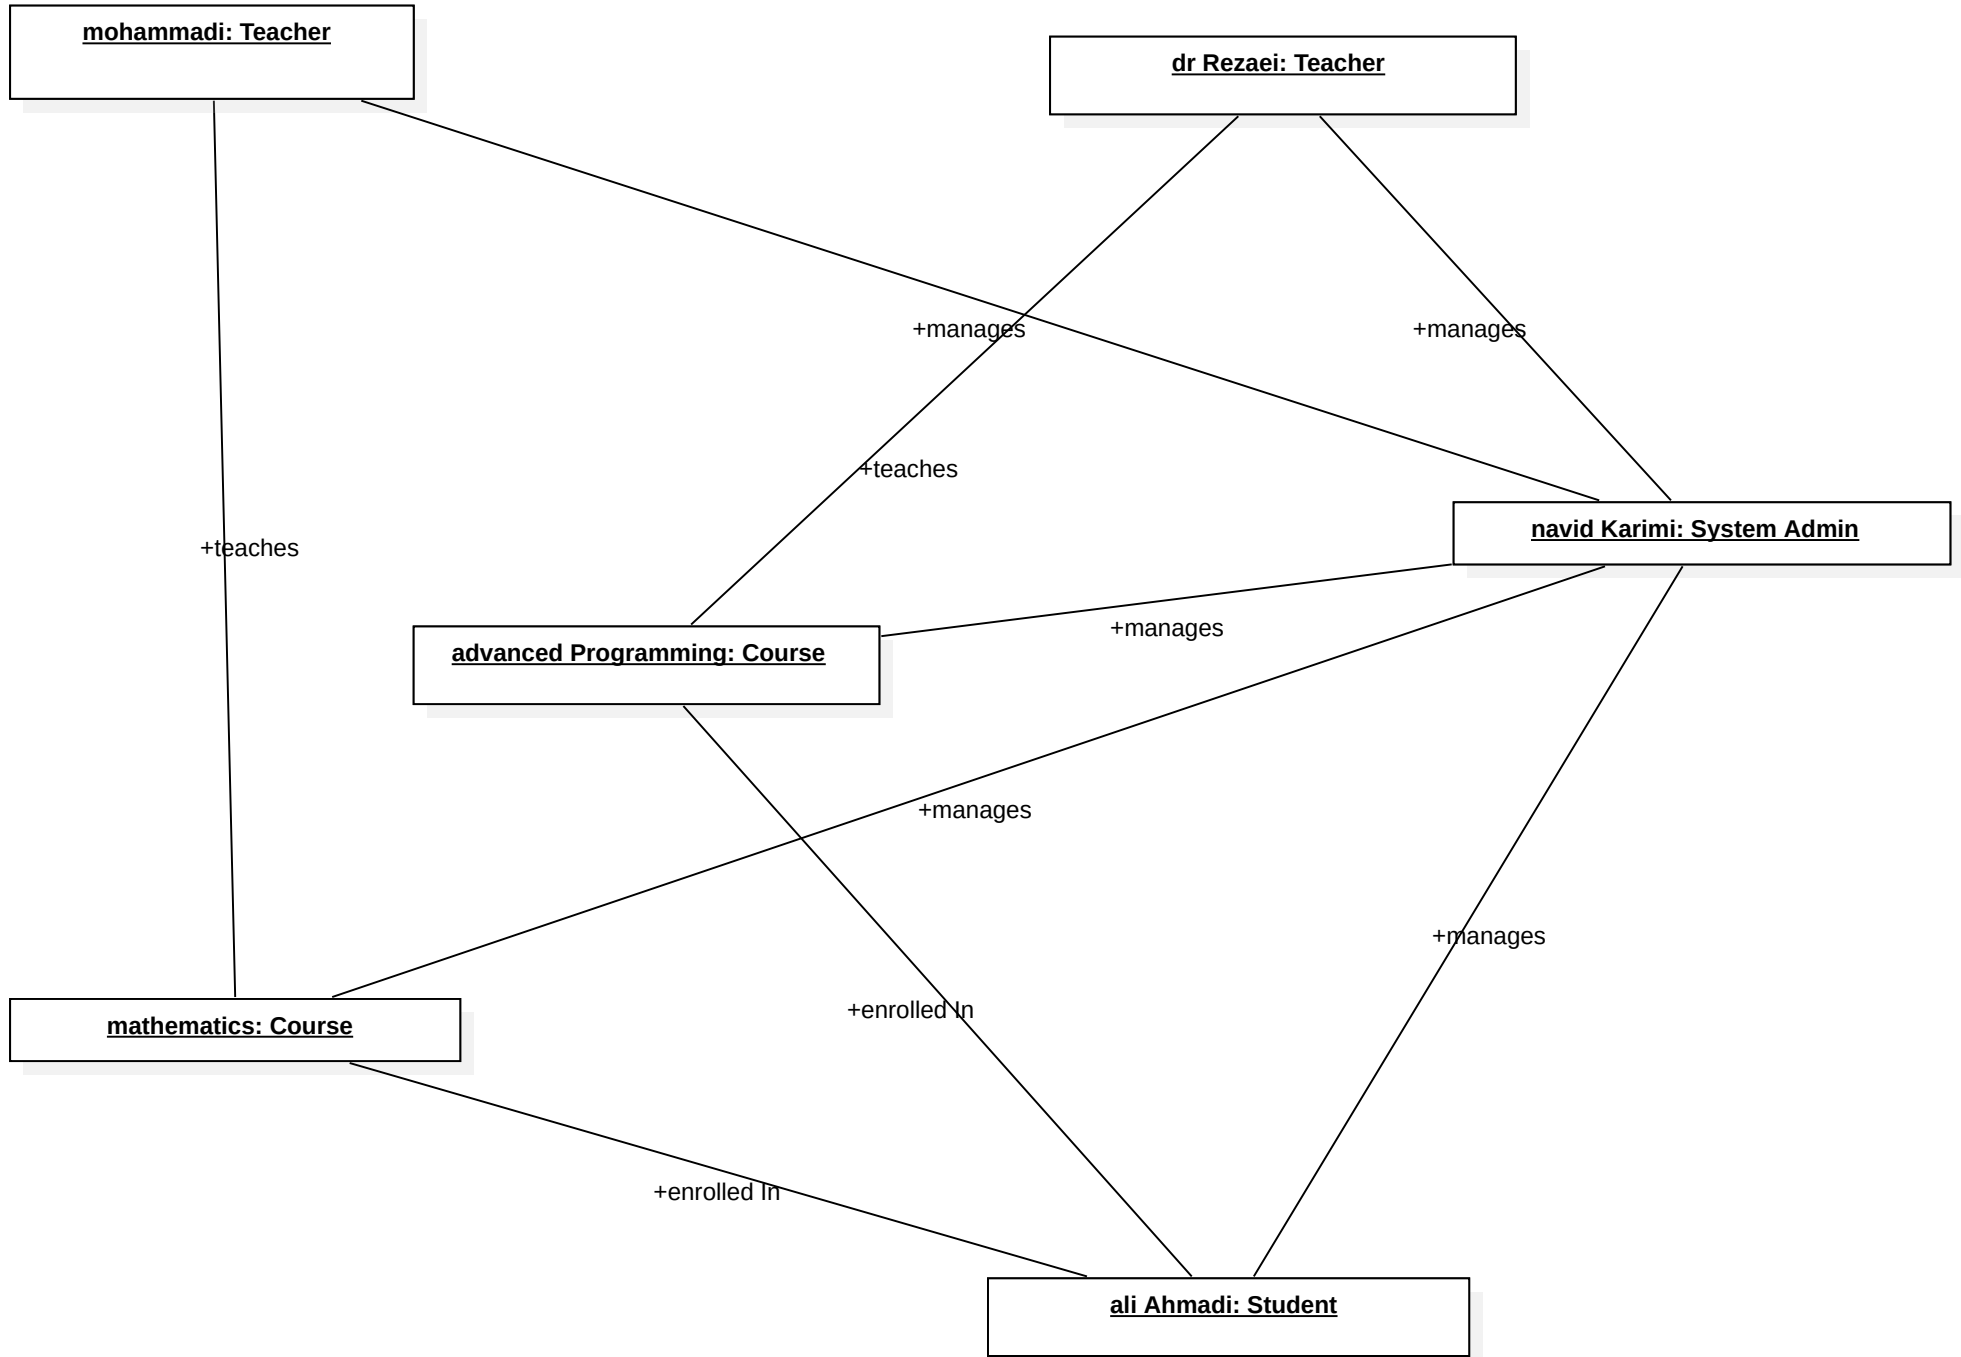 mohammadi: Teacher
dr Rezaei: Teacher
+manages
+manages
+teaches
navid Karimi: System Admin
+teaches
+manages
advanced Programming: Course
+manages
+manages
+enrolled In
mathematics: Course
+enrolled In
ali Ahmadi: Student